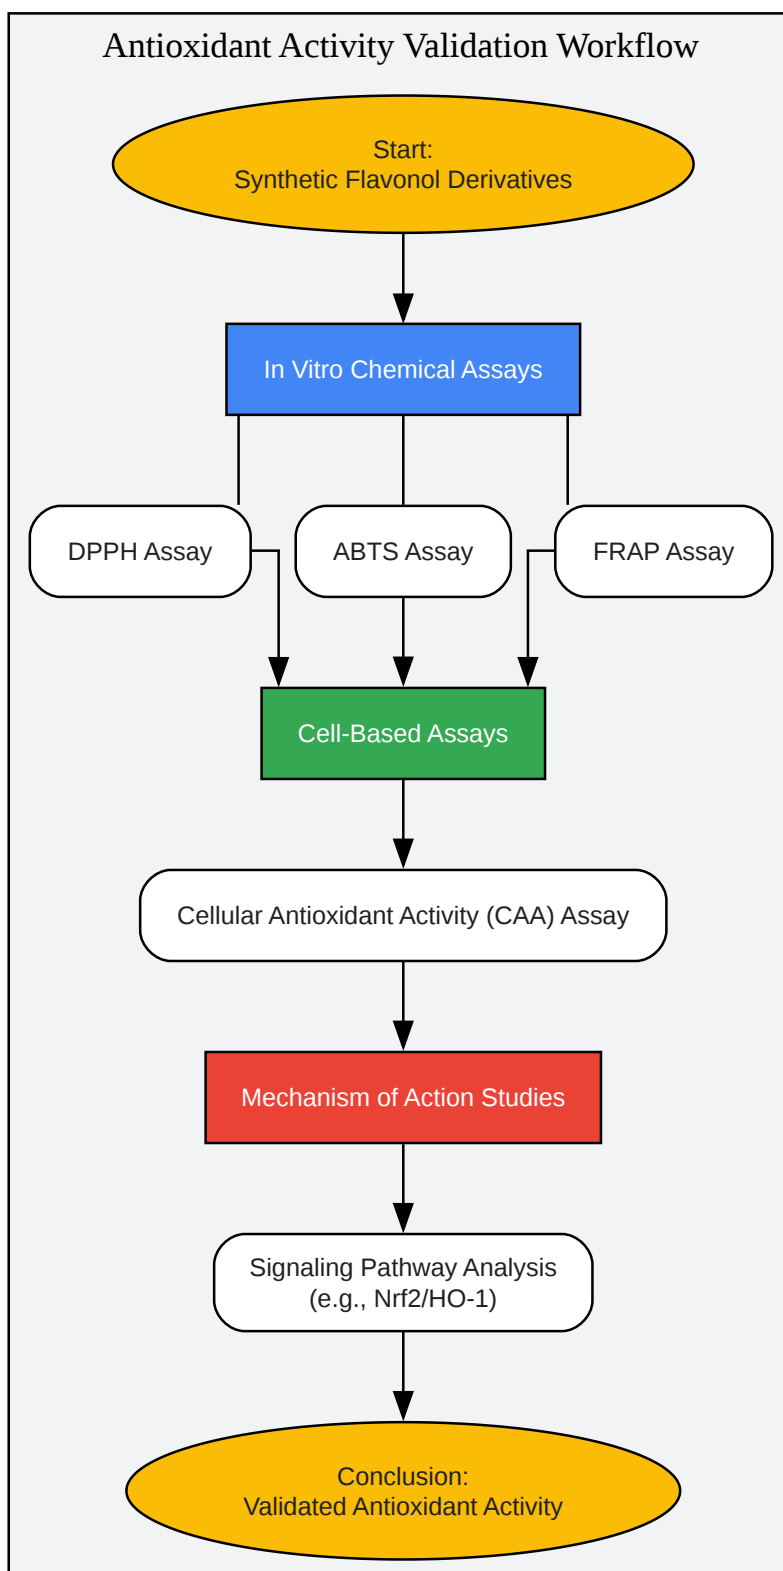 Antioxidant Activity Validation Workflow
Start:
Synthetic Flavonol Derivatives
In Vitro Chemical Assays
DPPH Assay
ABTS Assay
FRAP Assay
Cell-Based Assays
Cellular Antioxidant Activity (CAA) Assay
Mechanism of Action Studies
Signaling Pathway Analysis
(e.g., Nrf2/HO-1)
Conclusion:
Validated Antioxidant Activity